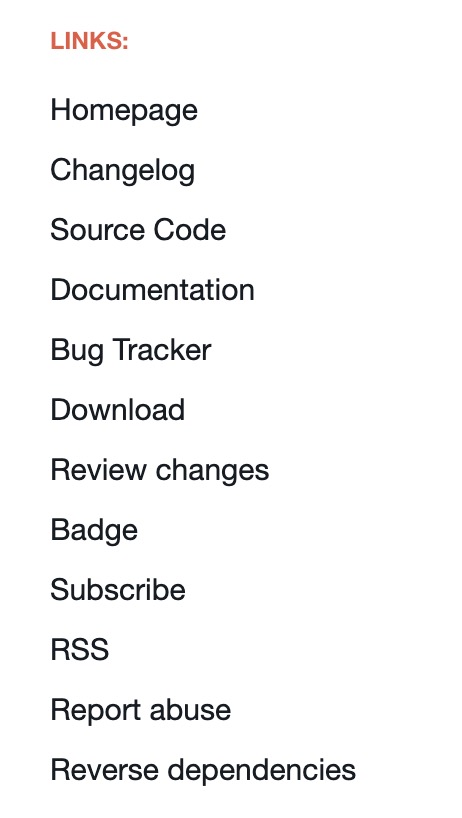 LINKS:
Homepage
Changelog
Source Code
Documentation
Bug Tracker
Download
Review changes
Badge
Subscribe
RSS
Report abuse
Reverse dependencies